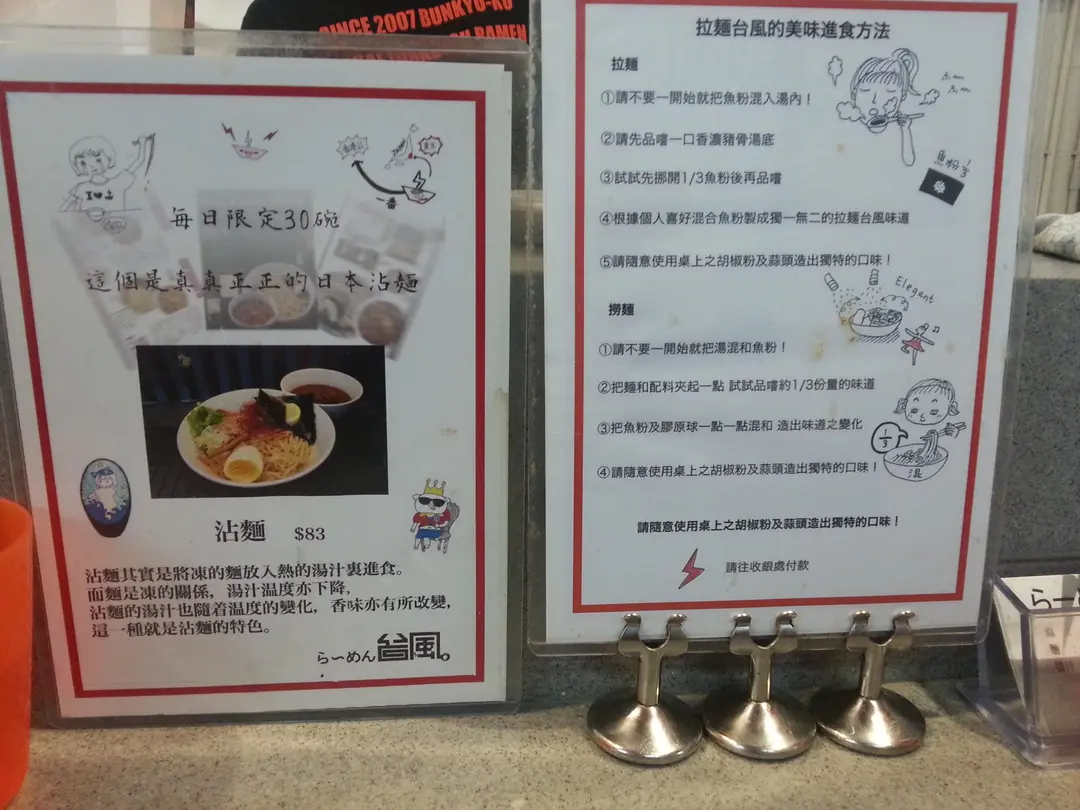 SINCE 2007 BUNKYO-KU
RAMEN
一番
每日限定30碗
這個是真真正正的日本沾麵
沾麵 $83
沾麵其實是將凍的麵放入熱的湯汁裏進食。
而麵是凍的關係，湯汁温度亦下降，
沾麵的湯汁也隨着温度的變化，香味亦有所改變，
這一種就是沾麵的特色。
らーめん 台風。
拉麵台風的美味進食方法
拉麵
①請不要一開始就把魚粉混入湯內！
②請先品嚐一口香濃豬骨湯底
③試試先挪開1/3魚粉後再品嚐
④根據個人喜好混合魚粉製成獨一無二的拉麵台風味道
⑤請隨意使用桌上之胡椒粉及蒜頭造出獨特的口味！
魚粉 1/3
Elegant
撈麵
①請不要一開始就把湯混和魚粉！
②把麵和配料夾起一點 試試品嚐約1/3份量的味道
③把魚粉及膠原球一點一點混和 造出味道之變化
④請隨意使用桌上之胡椒粉及蒜頭造出獨特的口味！
1/3
混
請隨意使用桌上之胡椒粉及蒜頭造出獨特的口味！
請往收銀處付款
らー